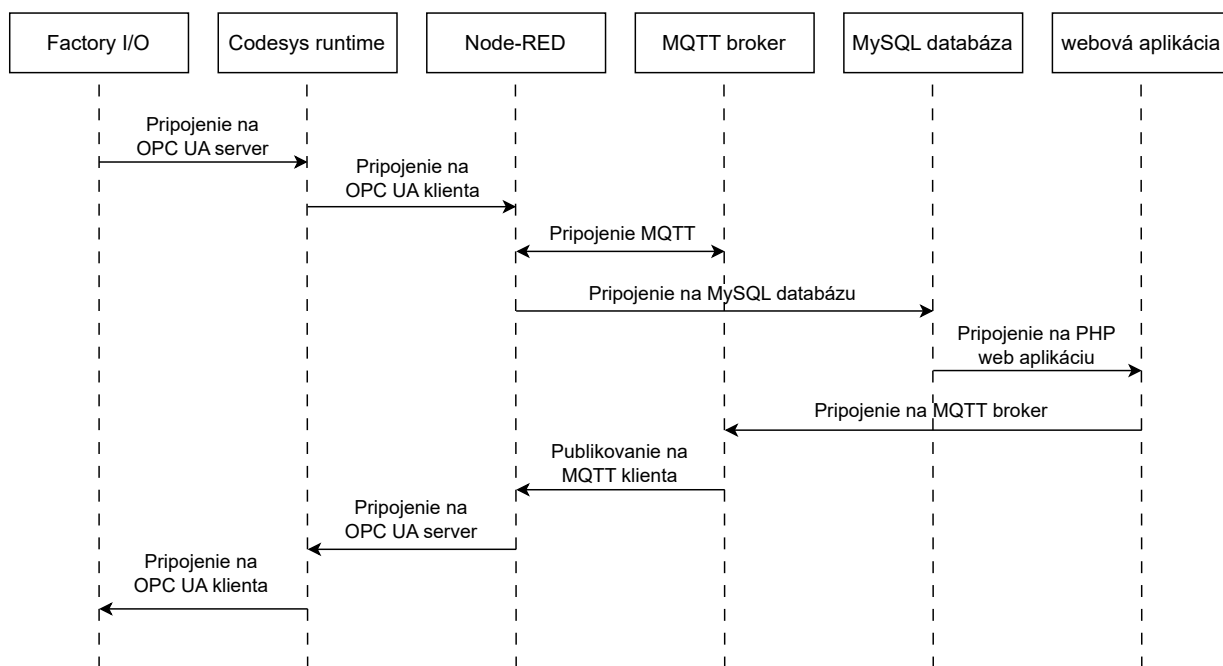 Factory I/O
Codesys runtime
Node-RED
MQTT broker
MySQL databáza
webová aplikácia
Pripojenie na
OPC UA server
Pripojenie na
OPC UA klienta
Pripojenie MQTT
Pripojenie na MySQL databázu
Pripojenie na PHP
web aplikáciu
Pripojenie na MQTT broker
Publikovanie na
MQTT klienta
Pripojenie na
OPC UA server
Pripojenie na
OPC UA klienta